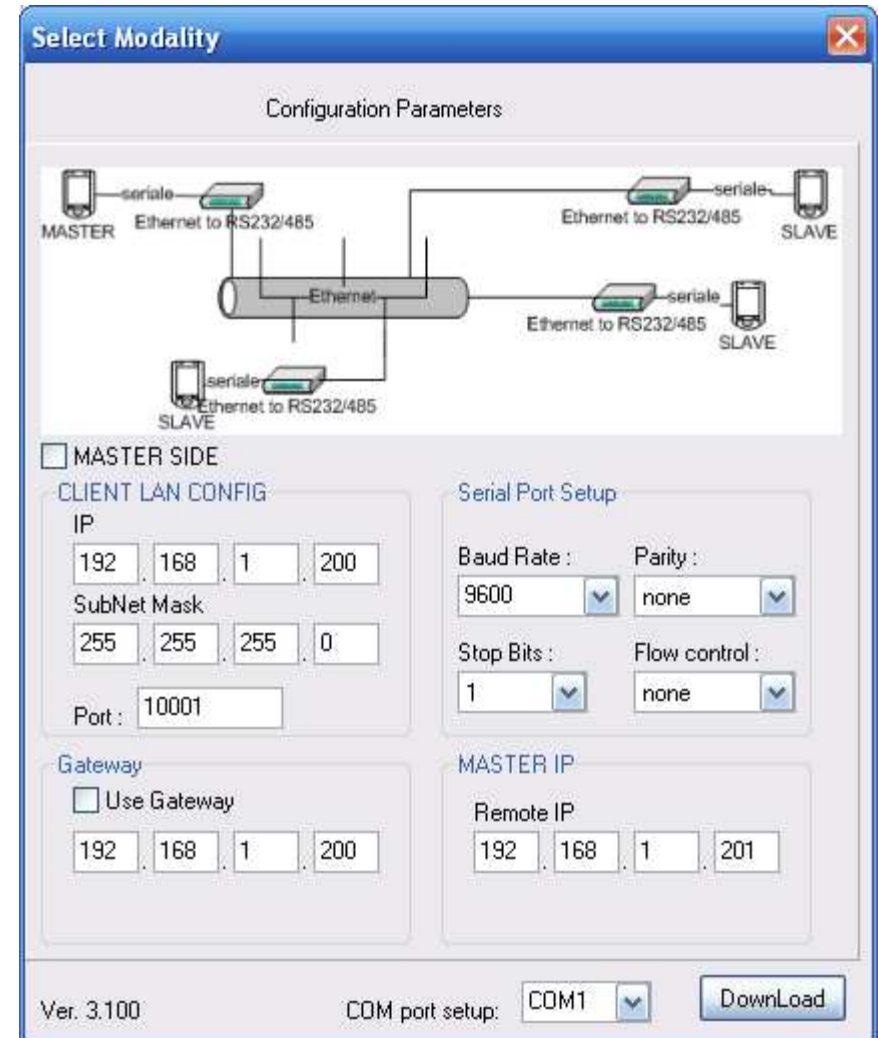 Select Modality
Configuration Parameters
seriale
seriale
MASTER
Ethernet to RS232/485
Ethernet to RS232/485
SLAVE
Ethernet
seriale
Ethernet to RS232/485
SLAVE
seriale
Ethernet to RS232/485
SLAVE
MASTER SIDE
CLIENT LAN CONFIG
IP
192 . 168 . 1 . 200
SubNet Mask
255 . 255 . 255 . 0
Port : 10001
Serial Port Setup
Baud Rate : Parity :
9600 none
Stop Bits : Flow control :
1 none
Gateway
Use Gateway
192 . 168 . 1 . 200
MASTER IP
Remote IP
192 . 168 . 1 . 201
Ver. 3.100 COM port setup: COM1 DownLoad